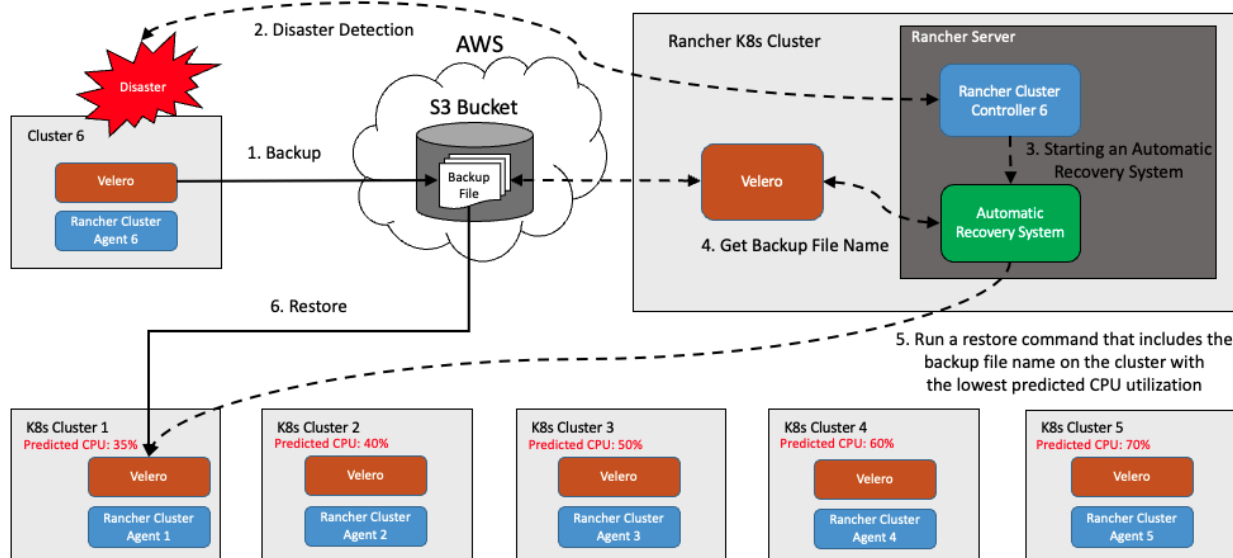 2. Disaster Detection
AWS
Rancher K8s Cluster
Rancher Server
Disaster
Rancher Cluster
Controller 6
S3 Bucket
Cluster 6
1. Backup
3. Starting an Automatic
Recovery System
Velero
Backup
File
Velero
Rancher Cluster
Agent 6
Automatic
Recovery System
4. Get Backup File Name
6. Restore
5. Run a restore command that includes the
backup file name on the cluster with
the lowest predicted CPU utilization
K8s Cluster 1
Predicted CPU: 35%
Velero
Rancher Cluster
Agent 1
K8s Cluster 2
Predicted CPU: 40%
Velero
Rancher Cluster
Agent 2
K8s Cluster 3
Predicted CPU: 50%
Velero
Rancher Cluster
Agent 3
K8s Cluster 4
Predicted CPU: 60%
Velero
Rancher Cluster
Agent 4
K8s Cluster 5
Predicted CPU: 70%
Velero
Rancher Cluster
Agent 5